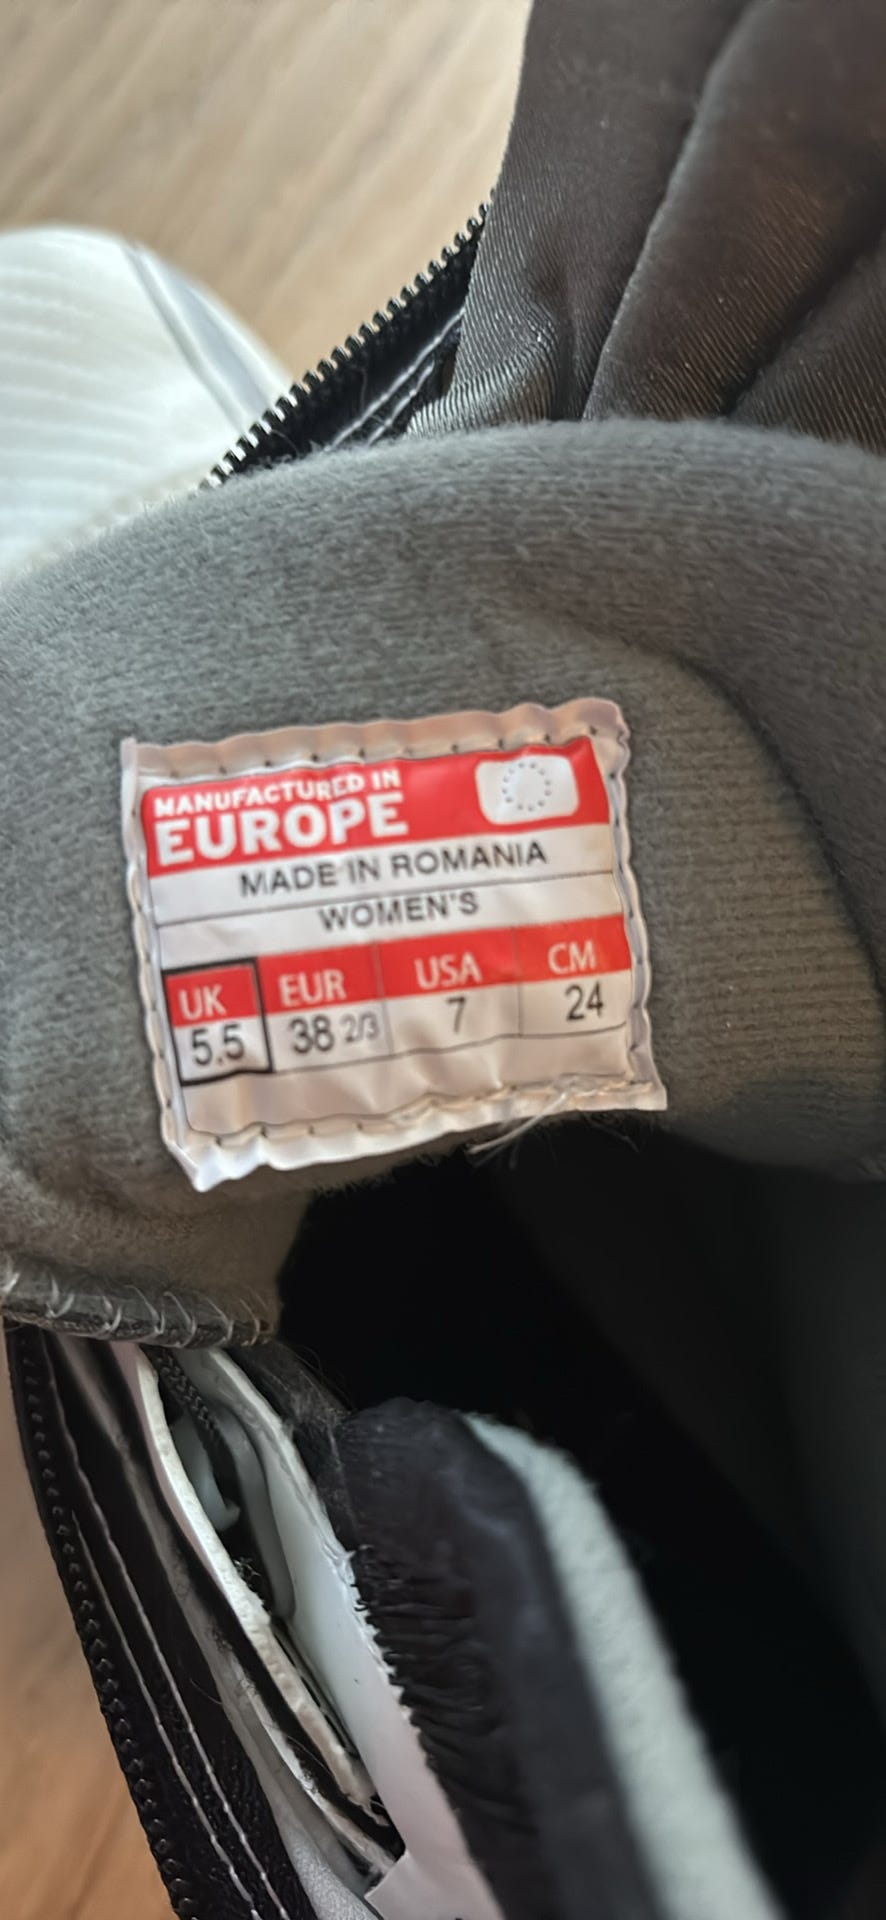 MANUFACTURED IN
EUROPE
MADE IN ROMANIA
WOMEN'S
UK EUR USA CM
5.5 38 2/3 7 24